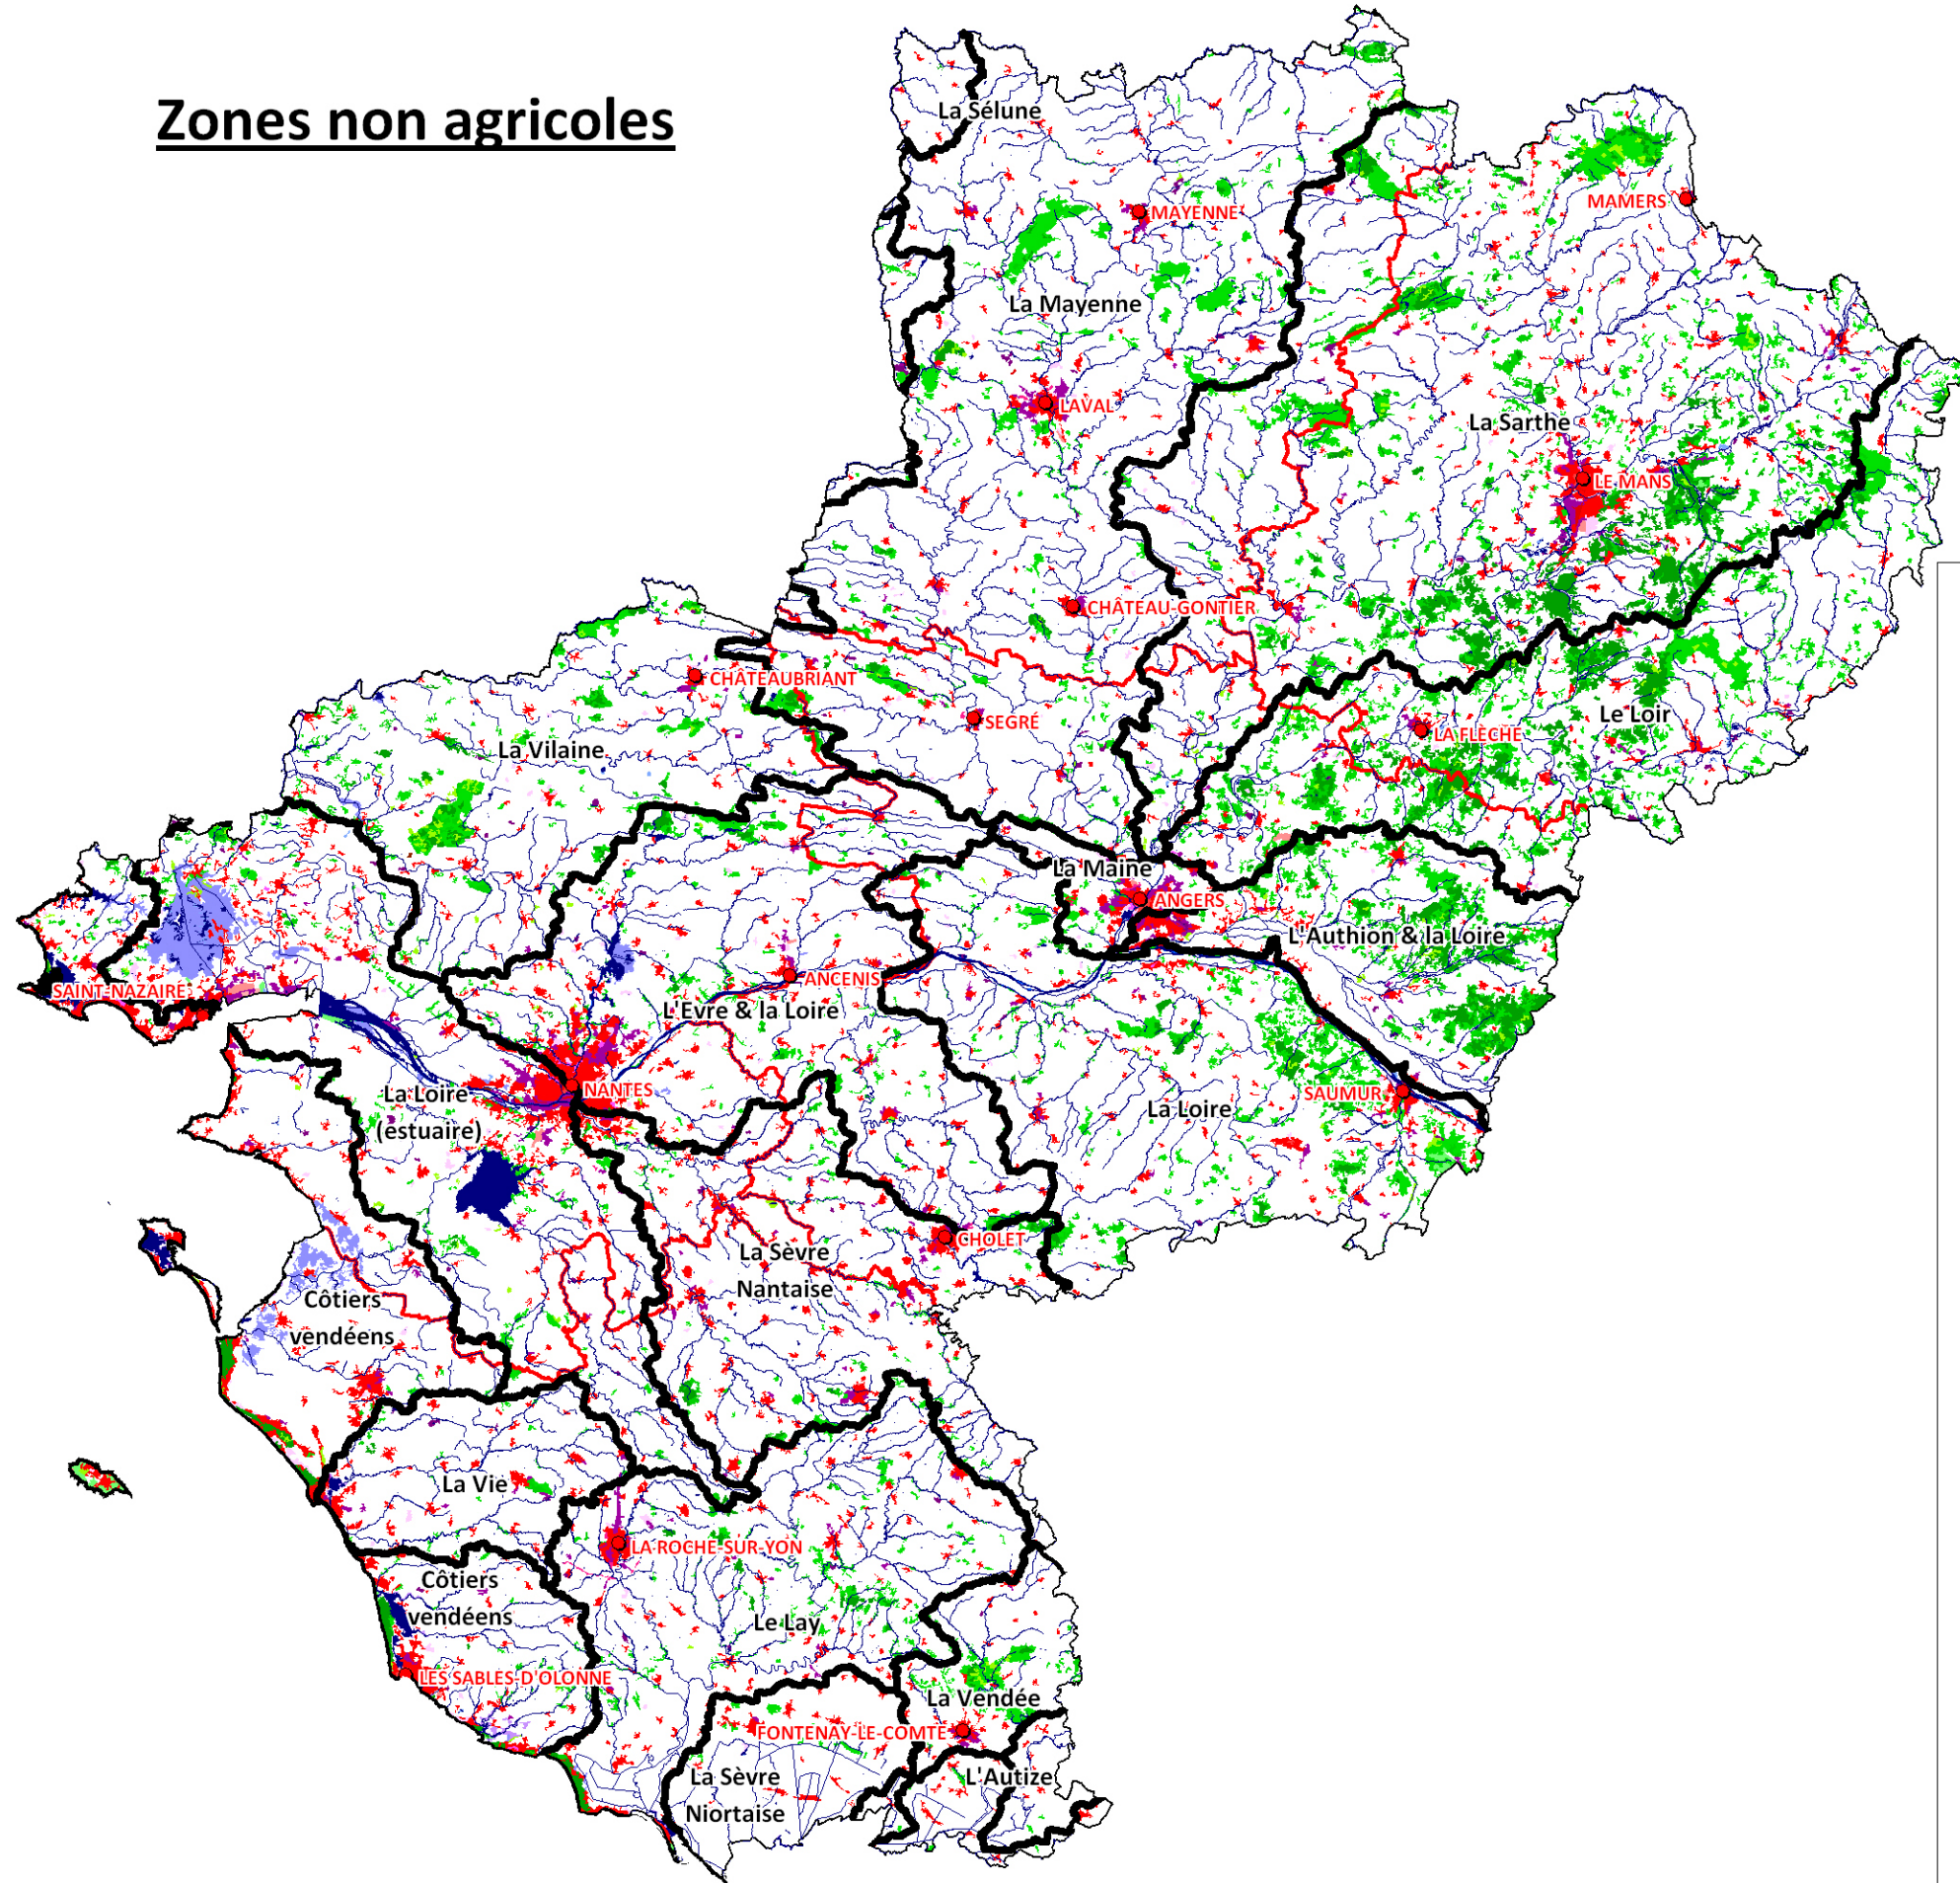 Zones non agricoles
La Sélune
MAMERS
MAYENNE
La Mayenne
LAVAL
La Sarthe
LE MANS
CHÂTEAU-GONTIER
CHÂTEAUBRIANT
SEGRÉ
Le Loir
LA FLECHE
La Vilaine
La Maine
ANGERS
L'Authion & la Loire
ANCENIS
SAINT-NAZAIRE
L'Evre & la Loire
NANTES
La Loire
(estuaire)
SAUMUR
La Loire
CHOLET
La Sèvre
Nantaise
Côtiers
vendéens
La Vie
LA ROCHE-SUR-YON
Côtiers
vendéens
Le Lay
LES SABLES-D'OLONNE
La Vendée
FONTENAY-LE-COMTE
La Sèvre
Niortaise
L'Autize